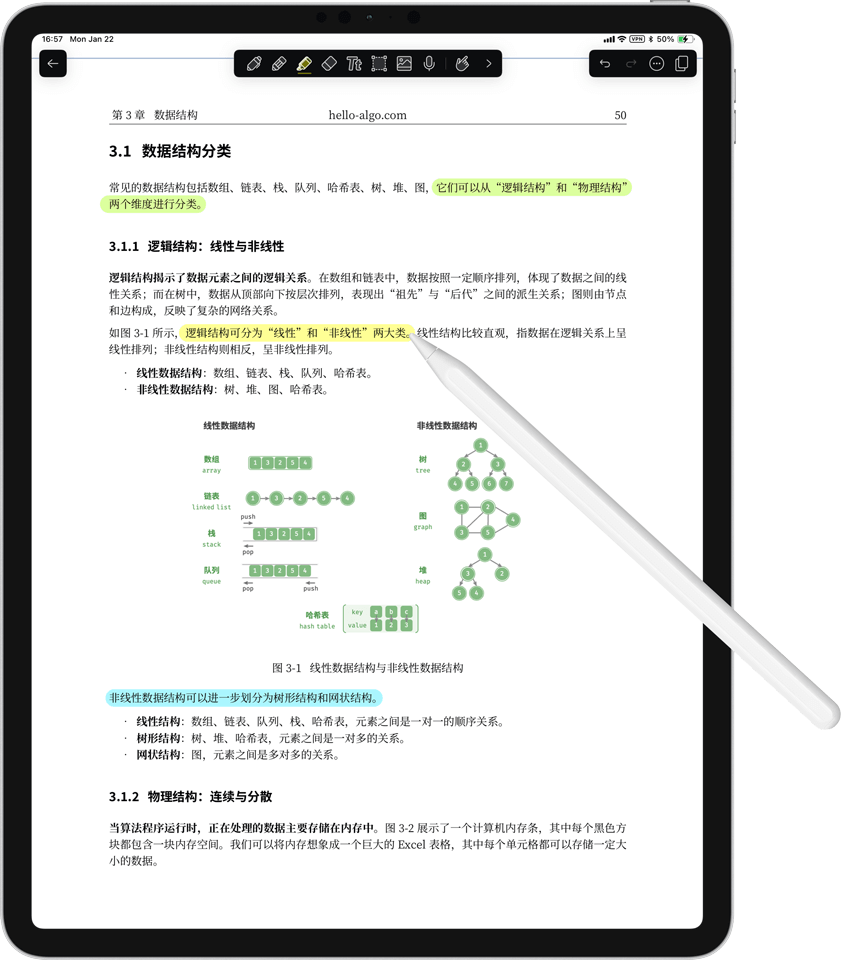 16:57 Mon Jan 22
VPN 50%
Tt
第 3 章 数据结构 hello-algo.com 50
3.1 数据结构分类
常见的数据结构包括数组、链表、栈、队列、哈希表、树、堆、图，它们可以从“逻辑结构”和“物理结构”
两个维度进行分类。
3.1.1 逻辑结构：线性与非线性
逻辑结构揭示了数据元素之间的逻辑关系。在数组和链表中，数据按照一定顺序排列，体现了数据之间的线
性关系；而在树中，数据从顶部向下按层次排列，表现出“祖先”与“后代”之间的派生关系；图则由节点
和边构成，反映了复杂的网络关系。
如图 3-1 所示，逻辑结构可分为“线性”和“非线性”两大类。线性结构比较直观，指数据在逻辑关系上呈
线性排列；非线性结构则相反，呈非线性排列。
· 线性数据结构：数组、链表、栈、队列、哈希表。
· 非线性数据结构：树、堆、图、哈希表。
线性数据结构
数组
array
1 3 2 5 4
链表
linked list
1 3 2 5 4
栈
stack
push
1 3 2 5 4
pop
队列
queue
1 3 2 5 4
pop push
非线性数据结构
树
tree
1
2 3
4 5 6 7
图
graph
1 2
4
3 5
堆
heap
1
3 2
5 4
哈希表
hash table
key a b c
value 1 2 3
图 3-1 线性数据结构与非线性数据结构
非线性数据结构可以进一步划分为树形结构和网状结构。
· 线性结构：数组、链表、队列、栈、哈希表，元素之间是一对一的顺序关系。
· 树形结构：树、堆、哈希表，元素之间是一对多的关系。
· 网状结构：图，元素之间是多对多的关系。
3.1.2 物理结构：连续与分散
当算法程序运行时，正在处理的数据主要存储在内存中。图 3-2 展示了一个计算机内存条，其中每个黑色方
块都包含一块内存空间。我们可以将内存想象成一个巨大的 Excel 表格，其中每个单元格都可以存储一定大
小的数据。